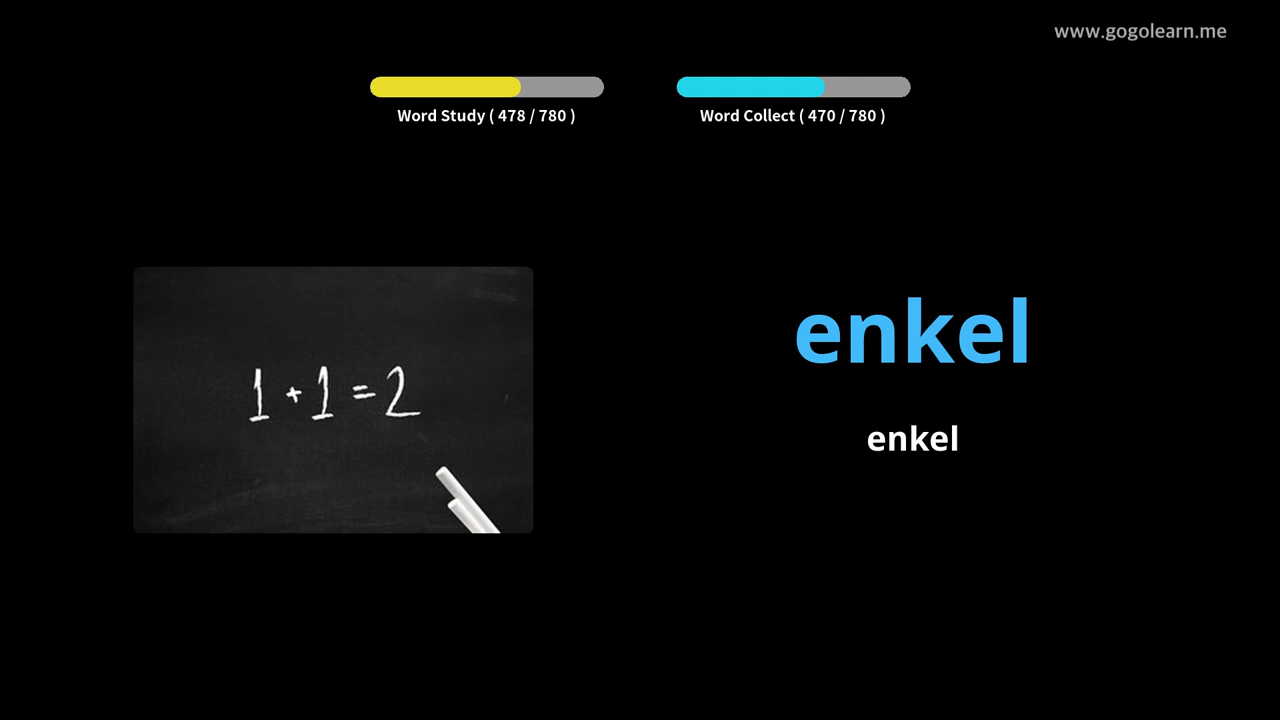 www.gogolearn.me
Word Study ( 478 / 780 )
Word Collect ( 470 / 780 )
1 + 1 = 2
enkel
enkel